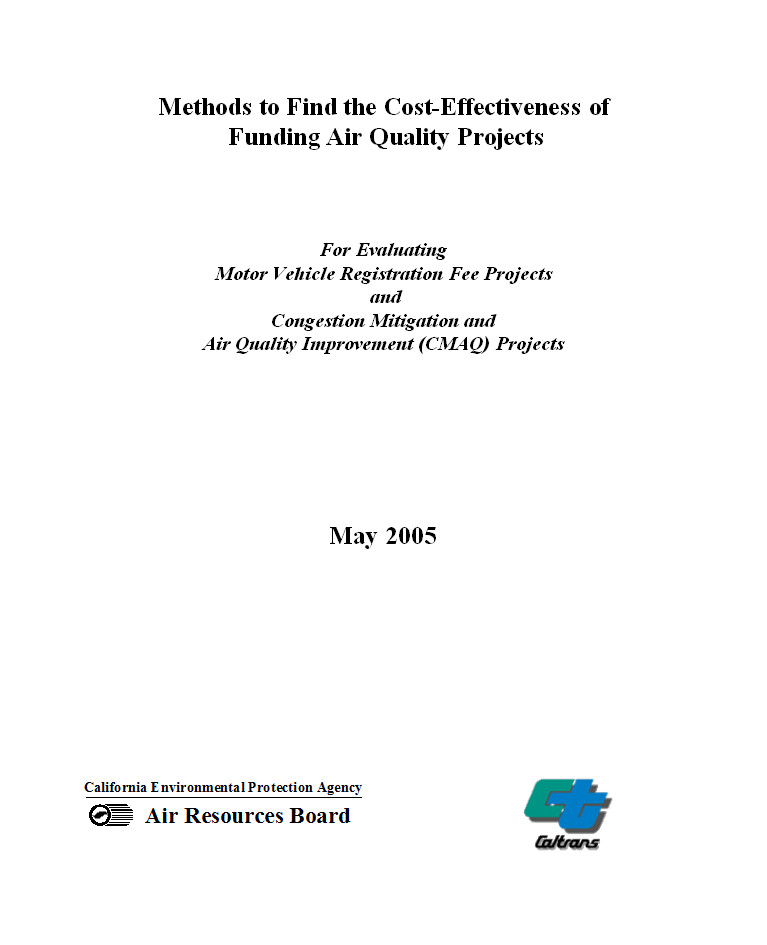 Methods to Find the Cost-Effectiveness of
Funding Air Quality Projects
For Evaluating
Motor Vehicle Registration Fee Projects
and
Congestion Mitigation and
Air Quality Improvement (CMAQ) Projects
May 2005
California Environmental Protection Agency
Air Resources Board
Ct
Caltrans